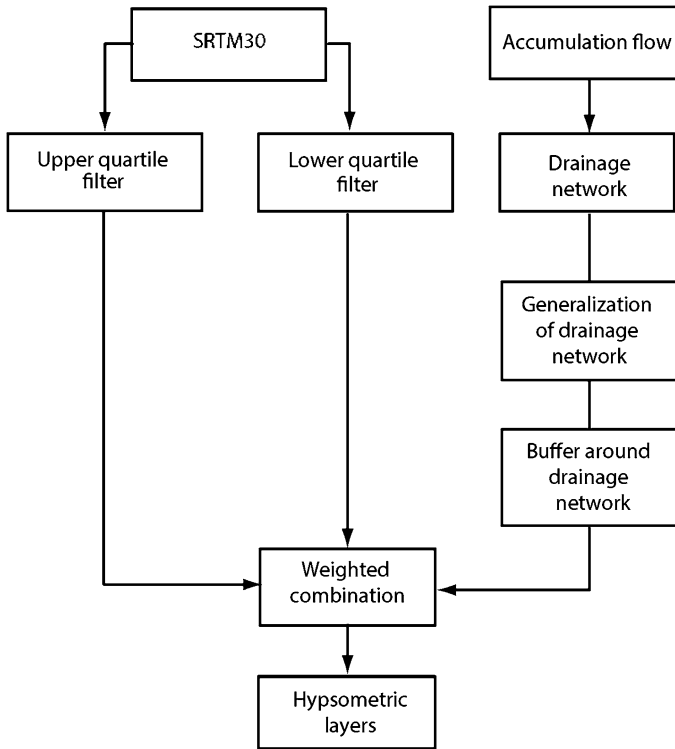 SRTM30
Accumulation flow
Upper quartile
filter
Lower quartile
filter
Drainage
network
Generalization
of drainage
network
Buffer around
drainage
network
Weighted
combination
Hypsometric
layers